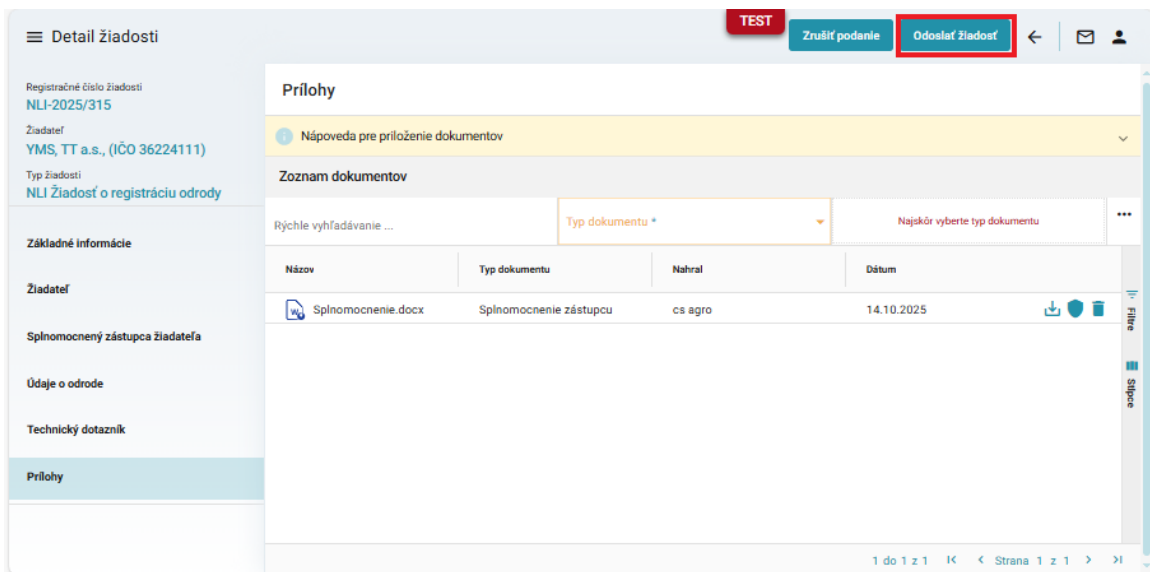 TEST
Detail žiadosti
Zrušiť podanie
Odoslať žiadosť
Registračné číslo žiadosti
NLI-2025/315
Žiadateľ
YMS, TT a.s., (IČO 36224111)
Typ žiadosti
NLI Žiadosť o registráciu odrody
Základné informácie
Žiadateľ
Splnomocnený zástupca žiadateľa
Údaje o odrode
Technický dotazník
Prílohy
Prílohy
Nápoveda pre priloženie dokumentov
Zoznam dokumentov
Rýchle vyhľadávanie ...
Typ dokumentu *
Najskôr vyberte typ dokumentu
Názov Typ dokumentu Nahral Dátum
Splnomocnenie.docx Splnomocnenie zástupcu cs agro 14.10.2025
Filtre
Stĺpce
1 do 1 z 1 Strana 1 z 1